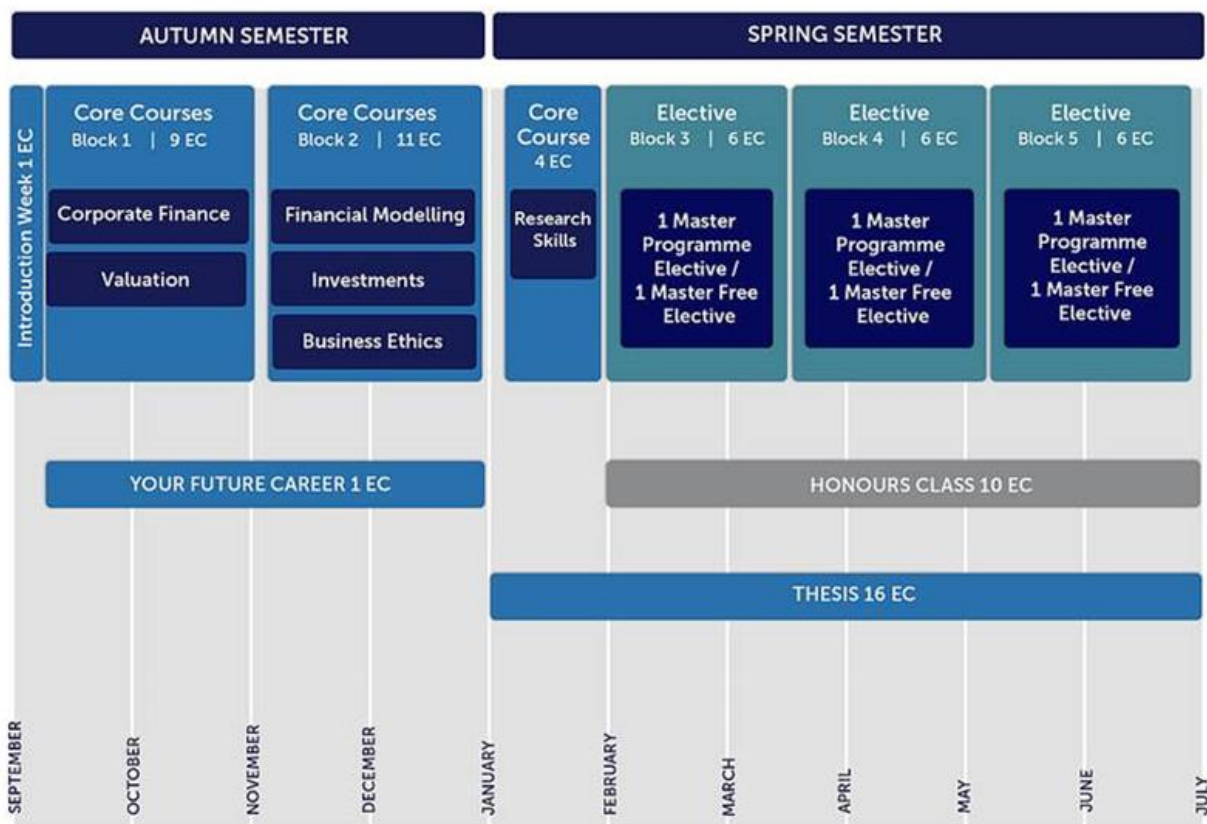 AUTUMN SEMESTER
SPRING SEMESTER
Introduction Week 1 EC
Core Courses
Block 1 | 9 EC
Corporate Finance
Valuation
Core Courses
Block 2 | 11 EC
Financial Modelling
Investments
Business Ethics
Core
Course
4 EC
Research
Skills
Elective
Block 3 | 6 EC
1 Master
Programme
Elective /
1 Master Free
Elective
Elective
Block 4 | 6 EC
1 Master
Programme
Elective /
1 Master Free
Elective
Elective
Block 5 | 6 EC
1 Master
Programme
Elective /
1 Master Free
Elective
YOUR FUTURE CAREER 1 EC
HONOURS CLASS 10 EC
THESIS 16 EC
SEPTEMBER
OCTOBER
NOVEMBER
DECEMBER
JANUARY
FEBRUARY
MARCH
APRIL
MAY
JUNE
JULY